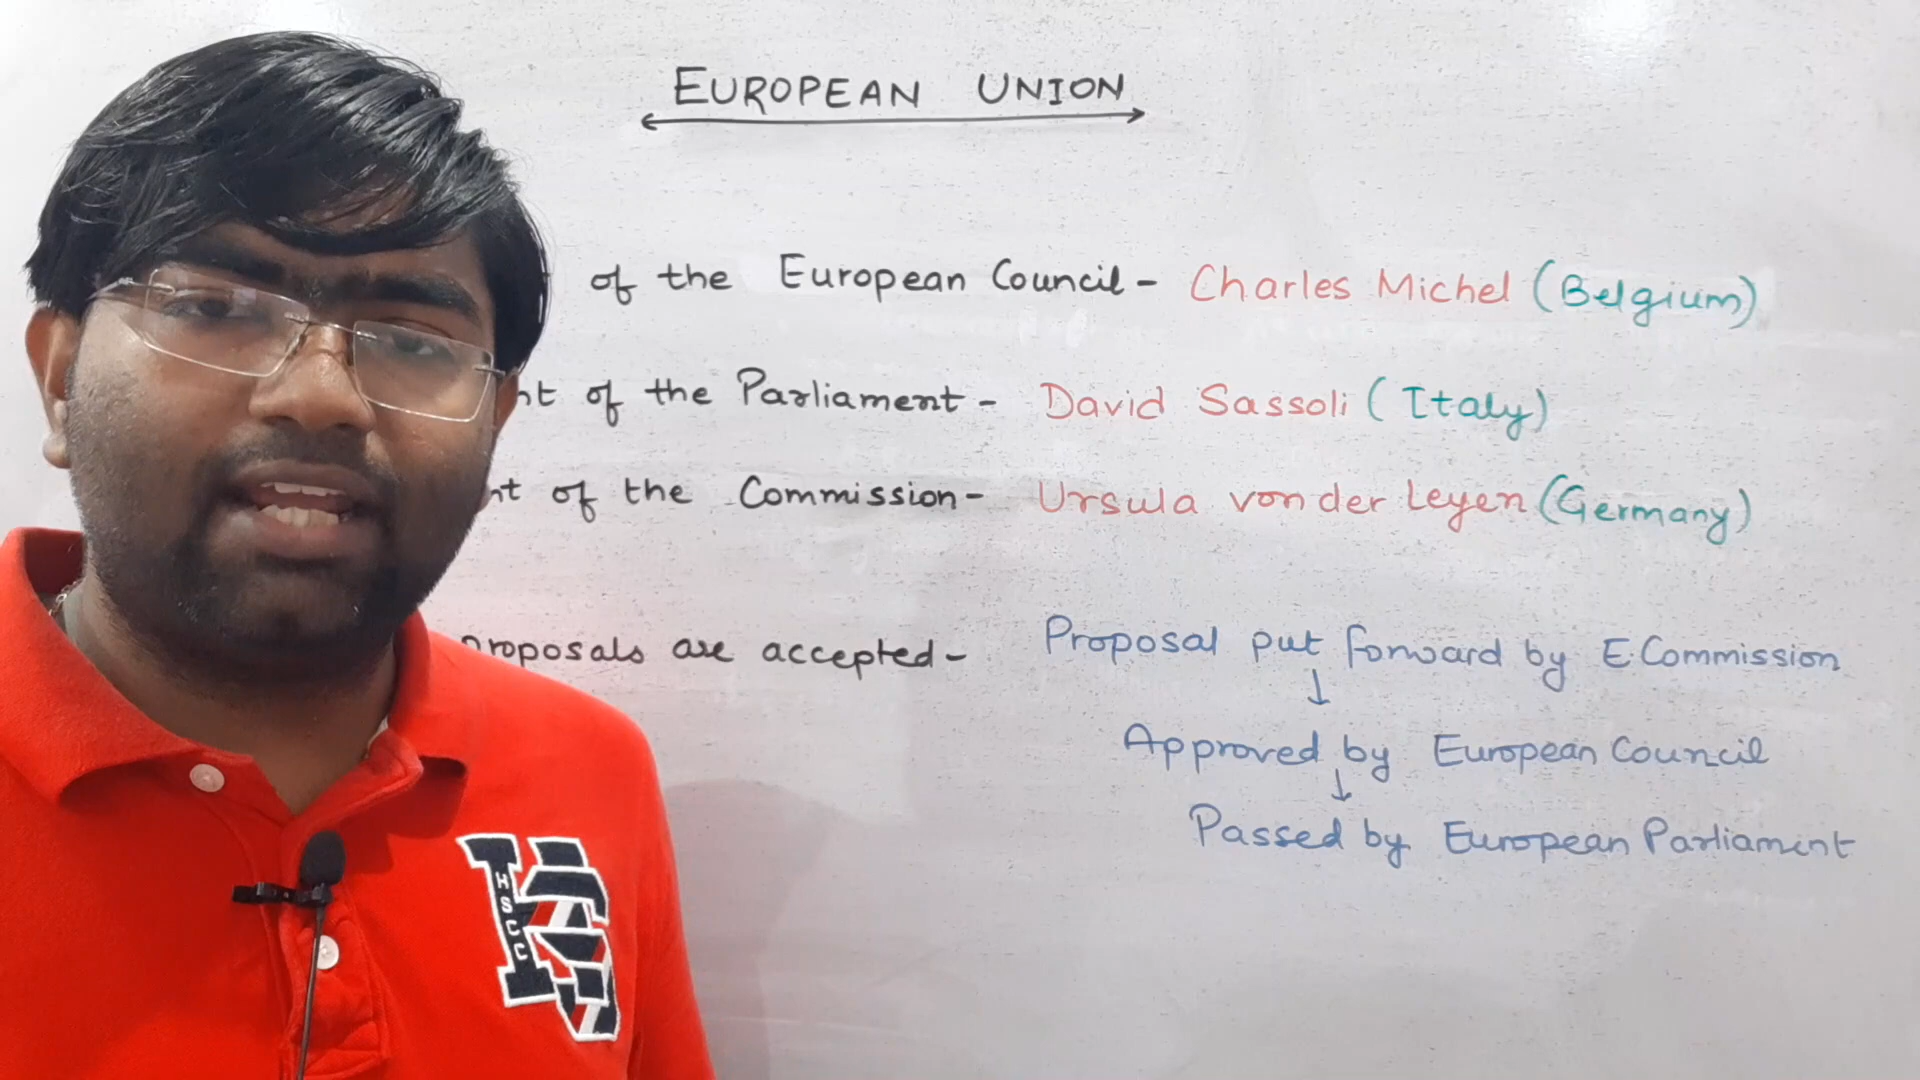 EUROPEAN UNION
of the European Council - Charles Michel (Belgium)
nt of the Parliament - David Sassoli (Italy)
nt of the Commission - Ursula von der Leyen (Germany)
proposals are accepted - Proposal put forward by E.Commission
↓
Approved by European Council
↓
Passed by European Parliament
HSCC